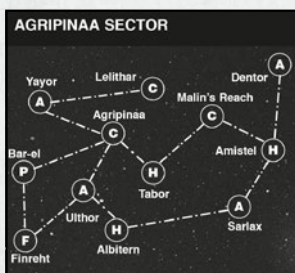 AGRIPINAA SECTOR
Dentor
A
Yayor
Lelithar
A
C
Malin's Reach
Agripinaa
C
C
Bar-el
Amistel
H
P
H
Tabor
A
A
Ulthor
Sarlax
F
H
Finreht
Albitern